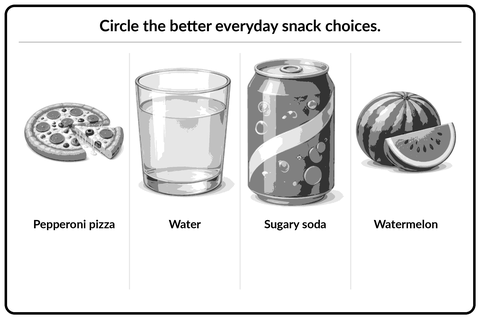 Circle the better everyday snack choices.
Pepperoni pizza
Water
Sugary soda
Watermelon